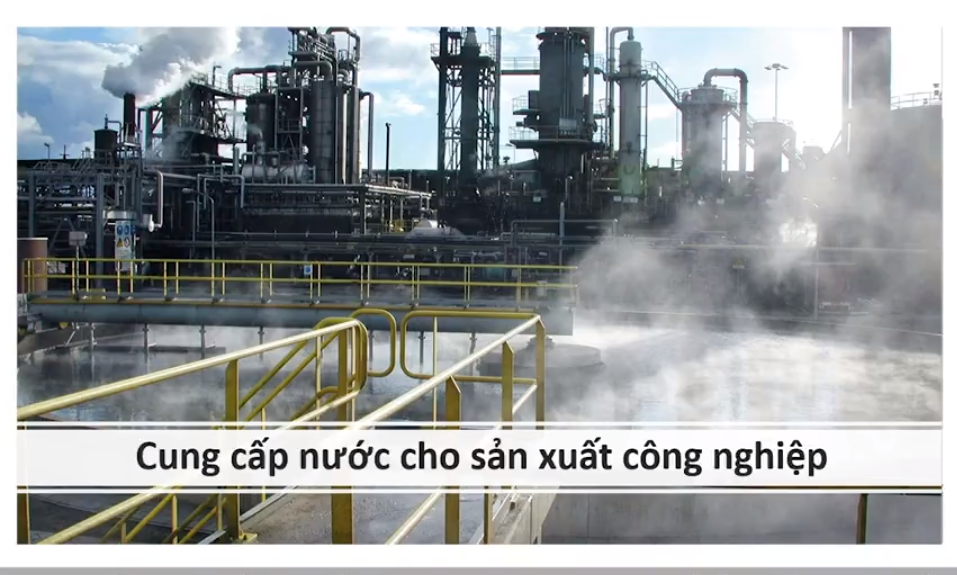 Cung cấp nước cho sản xuất công nghiệp